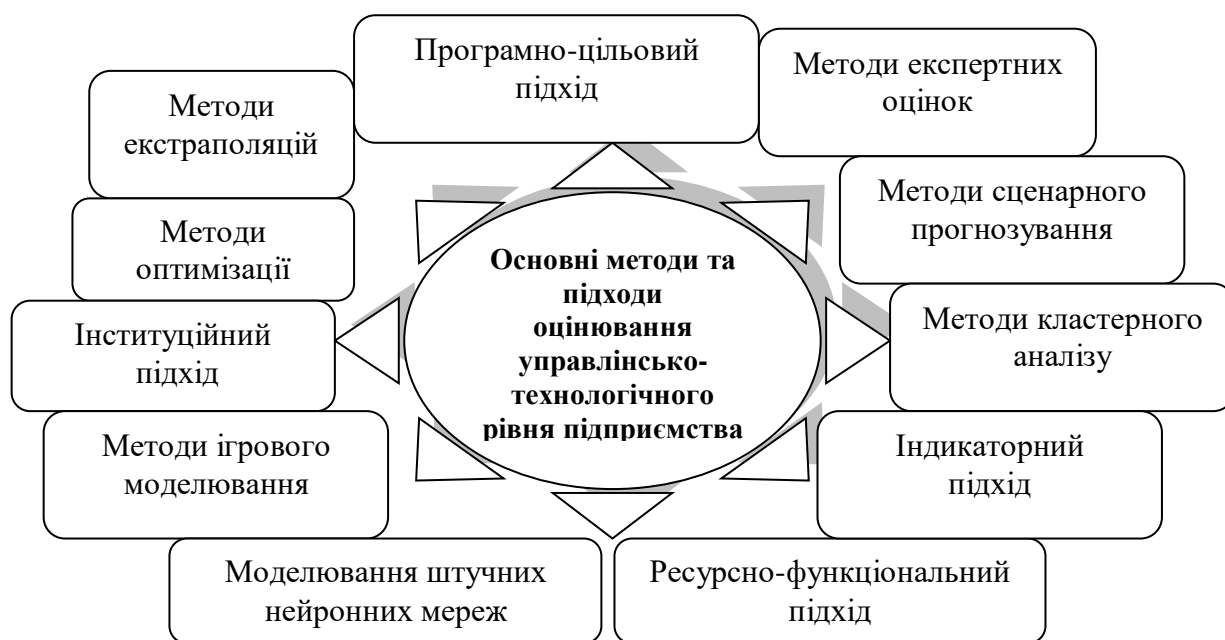 Програмно-цільовий
підхід
Методи експертних
оцінок
Методи
екстраполяцій
Методи сценарного
прогнозування
Методи
оптимізації
Основні методи та
підходи
оцінювання
управлінсько-
технологічного
рівня підприємства
Інституційний
підхід
Методи кластерного
аналізу
Методи ігрового
моделювання
Індикаторний
підхід
Моделювання штучних
нейронних мереж
Ресурсно-функціональний
підхід